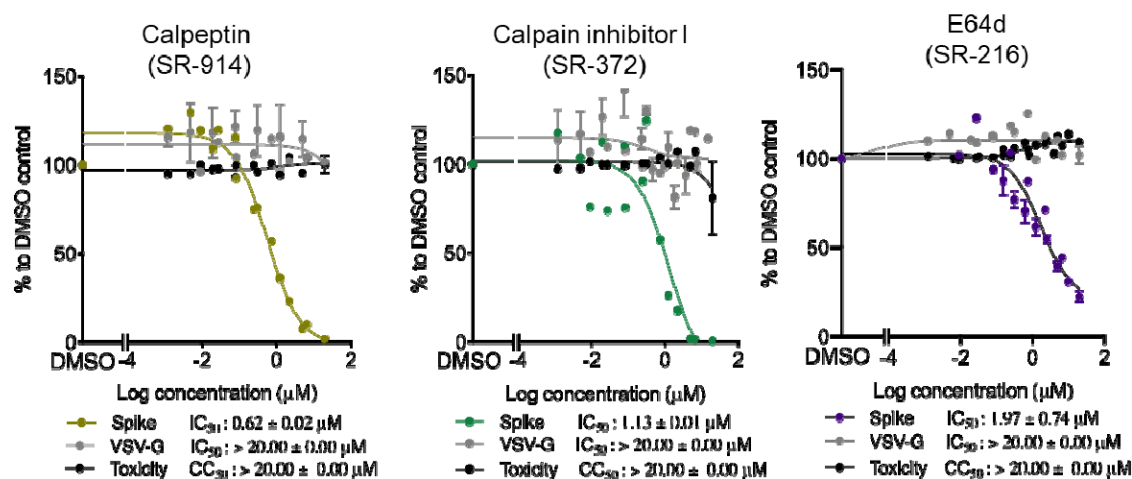 Calpeptin
(SR-914)
% to DMSO control
150
100
50
0
DMSO -4 -2 0 2
Log concentration (μM)
Spike IC50 : 0.62 ± 0.02 μM
VSV-G IC50 : > 20.00 ± 0.00 μM
Toxicity CC50 : > 20.00 ± 0.00 μM
Calpain inhibitor I
(SR-372)
% to DMSO control
150
100
50
0
DMSO -4 -2 0 2
Log concentration (μM)
Spike IC50 : 1.13 ± 0.01 μM
VSV-G IC50 : > 20.00 ± 0.00 μM
Toxicity CC50 : > 20.00 ± 0.00 μM
E64d
(SR-216)
% to DMSO control
150
100
50
0
DMSO -4 -2 0 2
Log concentration (μM)
Spike IC50 : 1.97 ± 0.74 μM
VSV-G IC50 : > 20.00 ± 0.00 μM
Toxicity CC50 : > 20.00 ± 0.00 μM